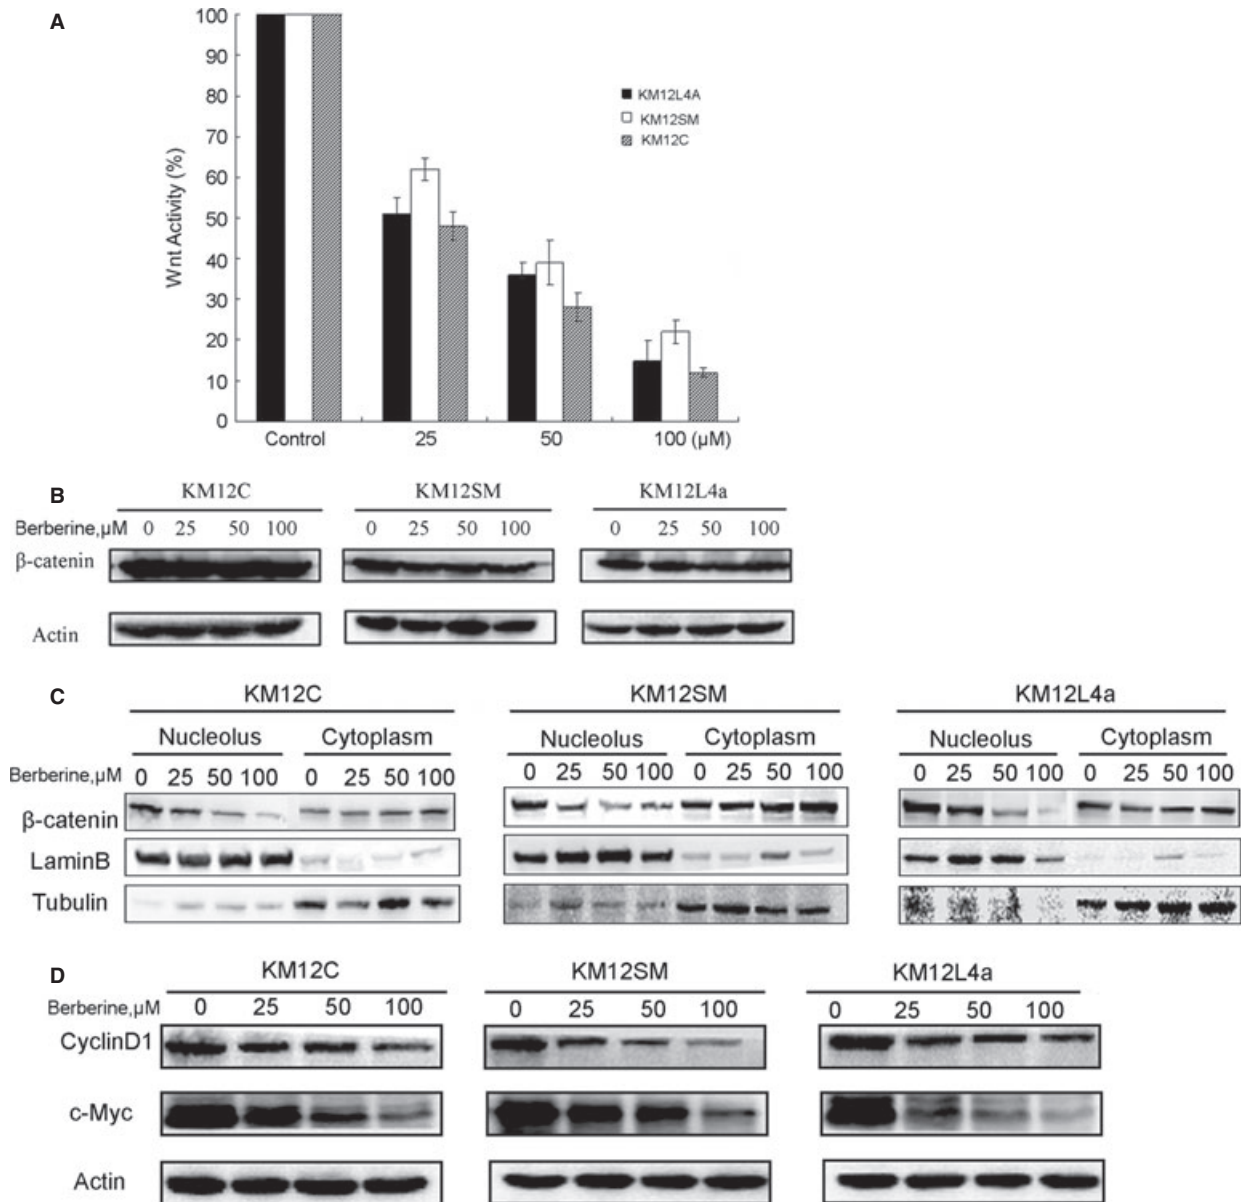 A
100
90
80
70
60
50
40
30
20
10
0
Wnt Activity (%)
KM12L4A
KM12SM
KM12C
Control 25 50 100 (μM)
B
KM12C KM12SM KM12L4a
Berberine,μM 0 25 50 100 0 25 50 100 0 25 50 100
β-catenin
Actin
C
KM12C KM12SM KM12L4a
Nucleolus Cytoplasm Nucleolus Cytoplasm Nucleolus Cytoplasm
Berberine,μM 0 25 50 100 0 25 50 100 0 25 50 100 0 25 50 100 0 25 50 100 0 25 50 100
β-catenin
LaminB
Tubulin
D
KM12C KM12SM KM12L4a
Berberine,μM 0 25 50 100 0 25 50 100 0 25 50 100
CyclinD1
c-Myc
Actin